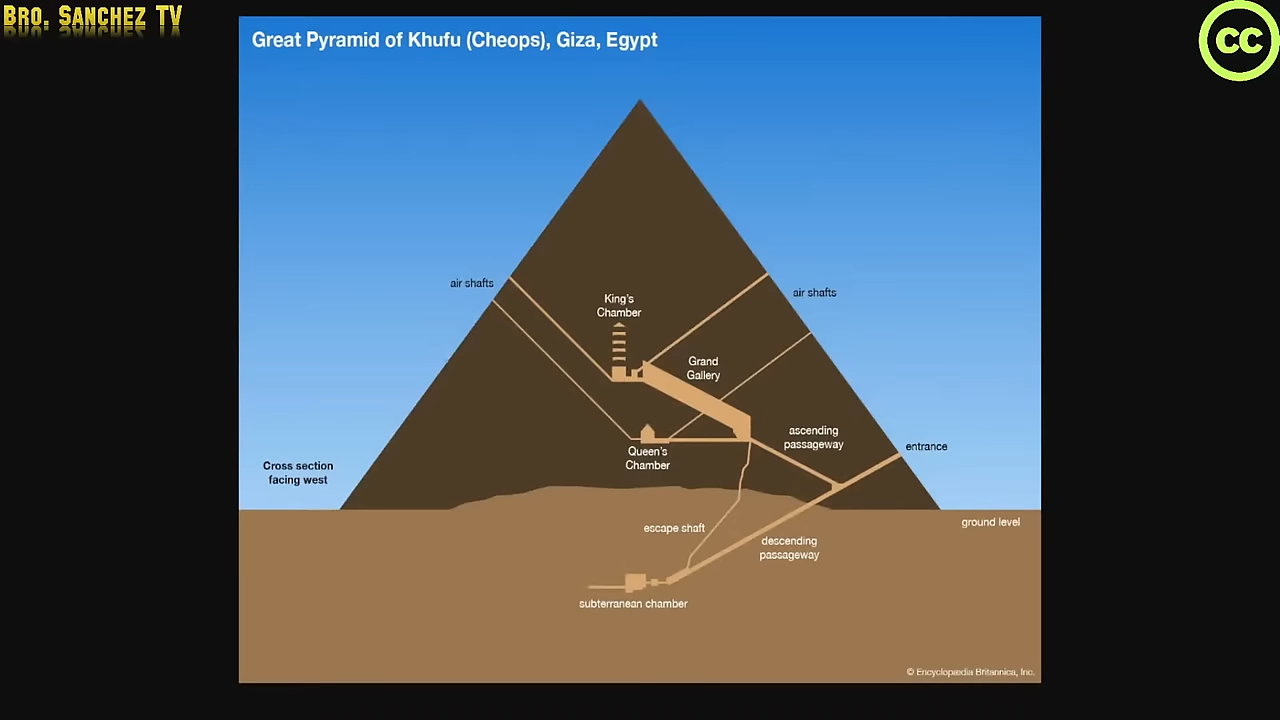 Bro. Sanchez TV
CC
Great Pyramid of Khufu (Cheops), Giza, Egypt
air shafts
King's
Chamber
air shafts
Grand
Gallery
ascending
passageway
entrance
Queen's
Chamber
Cross section
facing west
ground level
escape shaft
descending
passageway
subterranean chamber
© Encyclopædia Britannica, Inc.